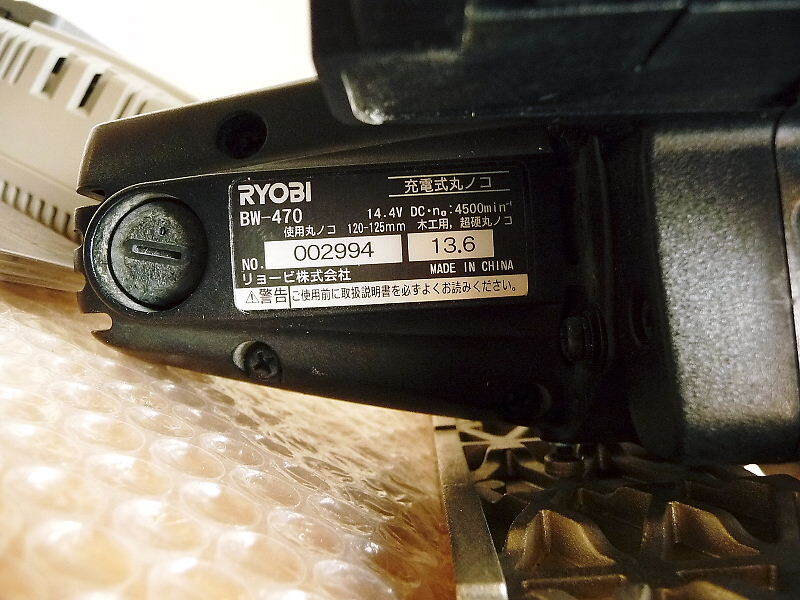 RYOBI 充電式丸ノコ
BW-470 14.4V DC・n₀:4500min⁻¹
使用丸ノコ 120-125mm 木工用,超硬丸ノコ
NO. 002994 13.6
リョービ株式会社 MADE IN CHINA
⚠警告 ご使用前に取扱説明書を必ずよくお読みください。